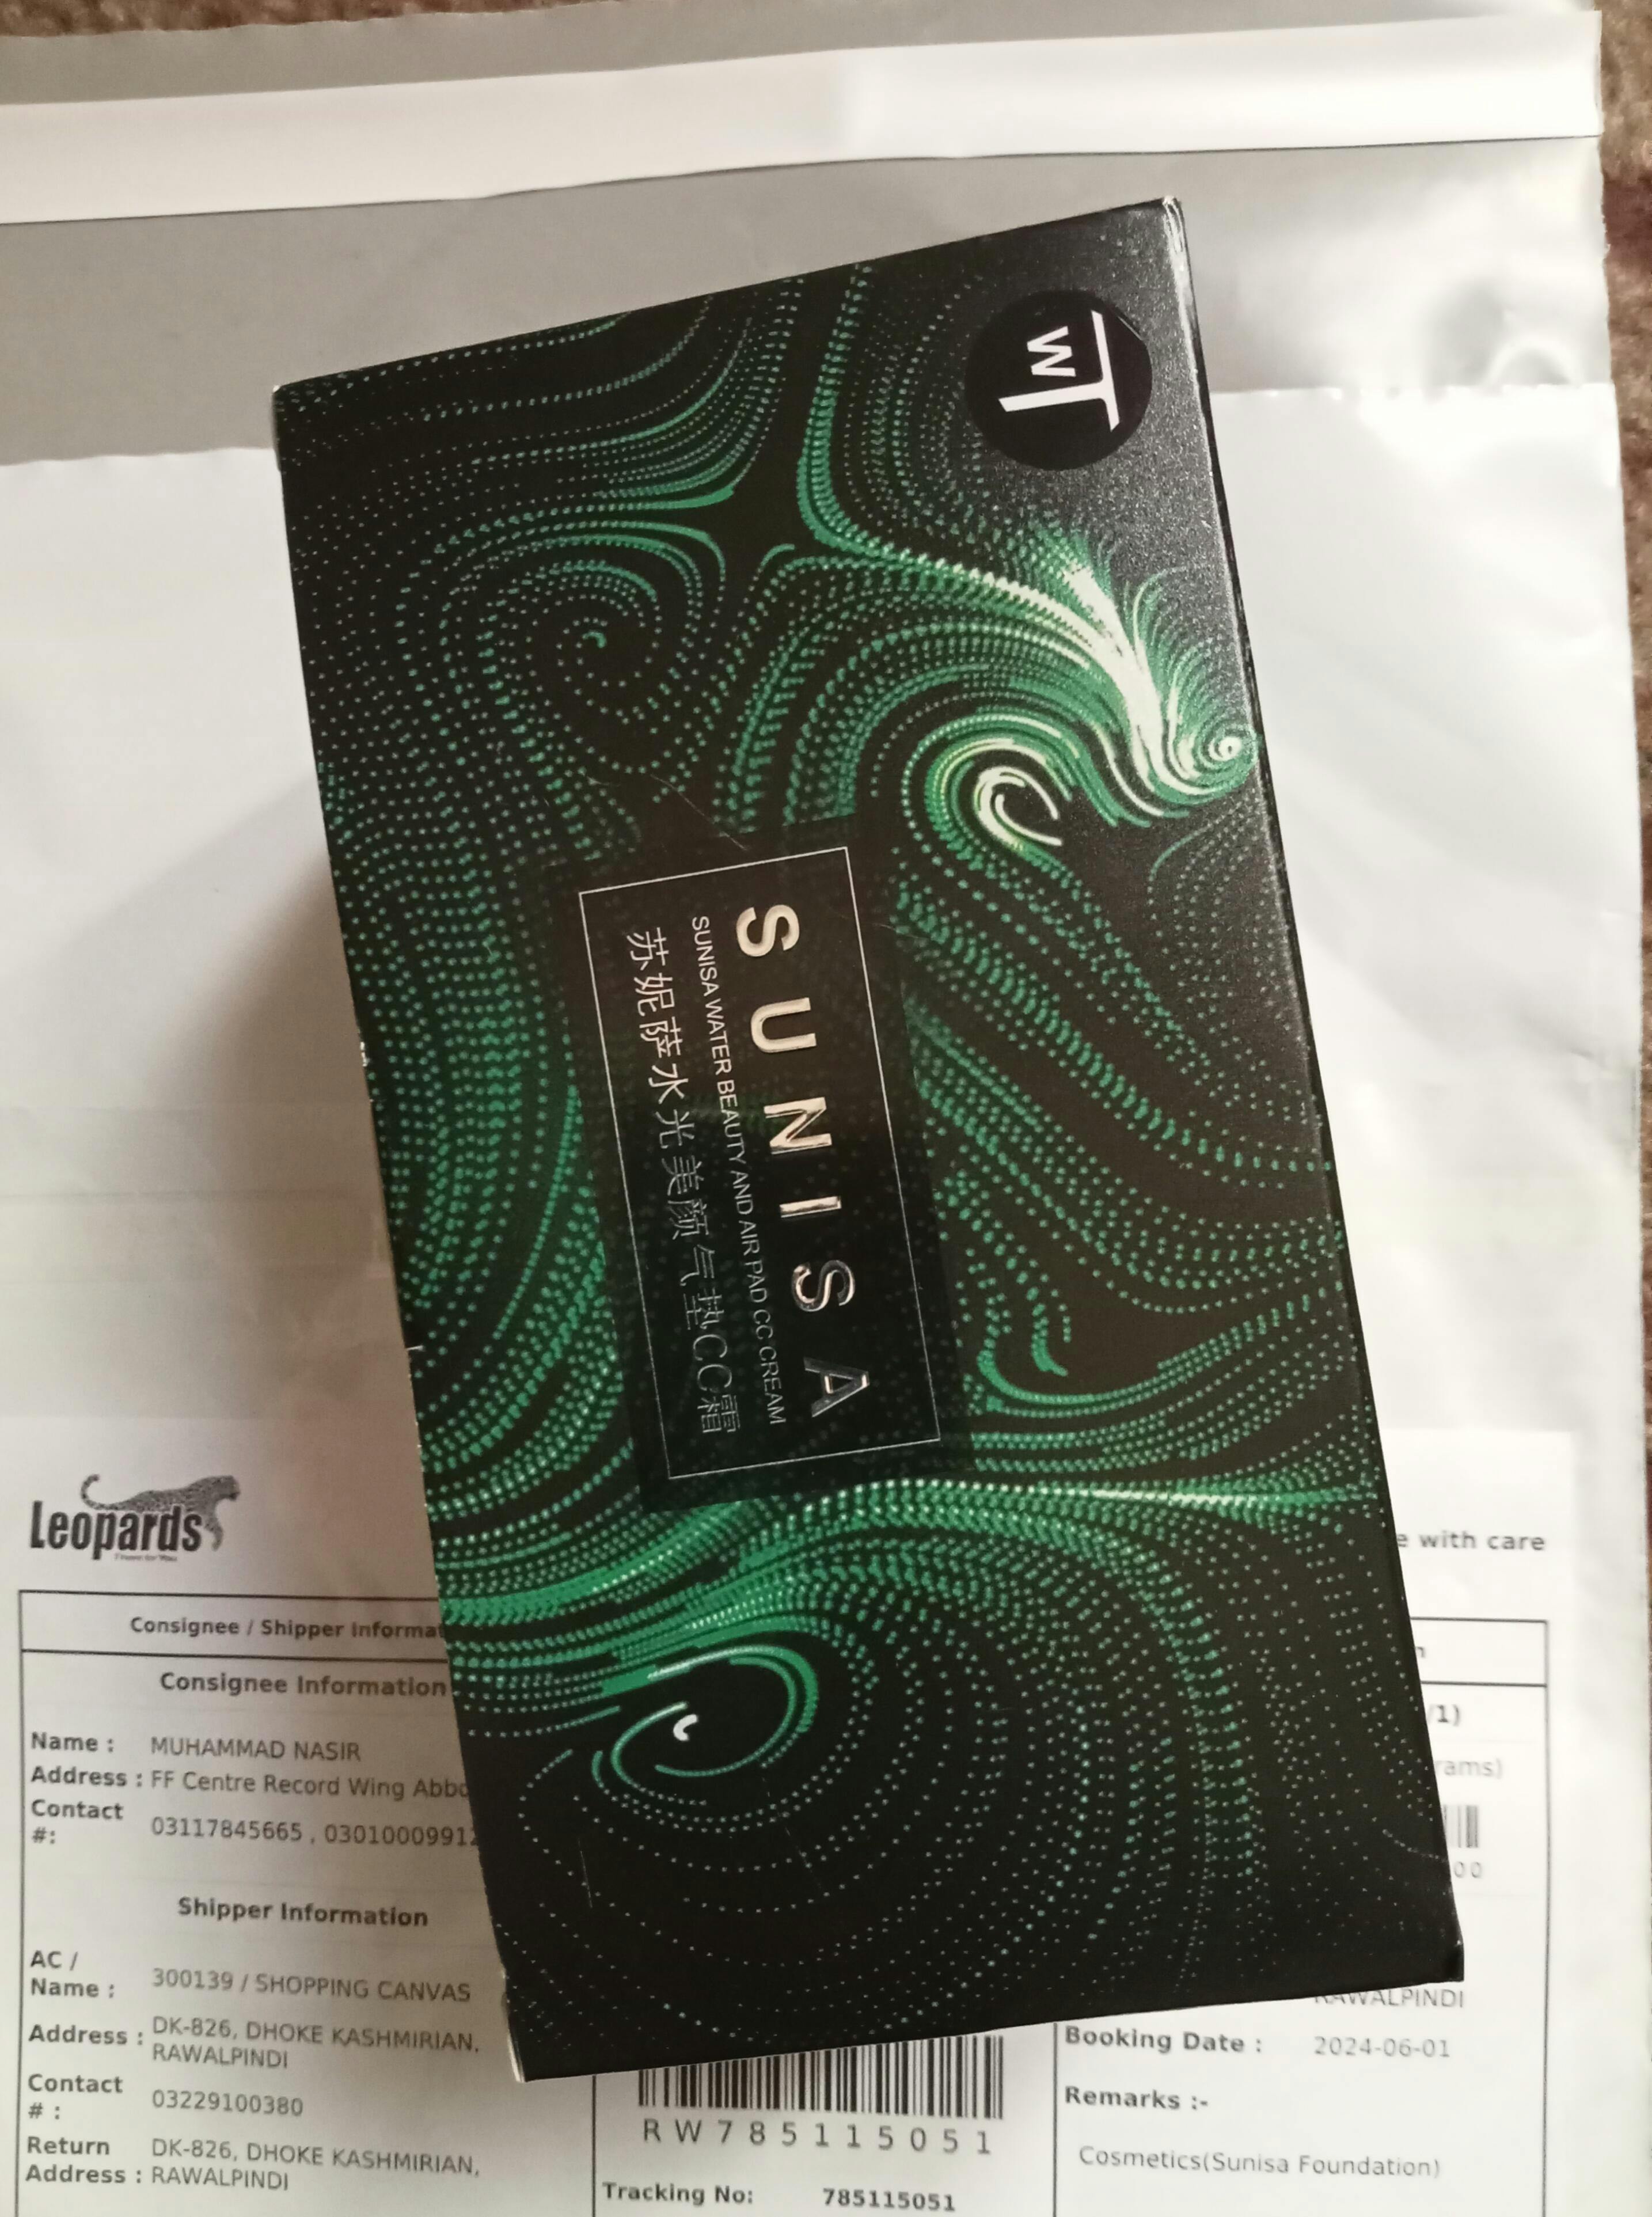 WT
SUNISA
SUNISA WATER BEAUTY AND AIR PAD CC CREAM
苏妮萨水光美颜气垫CC霜
Leopards
with care
Consignee / Shipper
Consignee Information
Name : MUHAMMAD NASIR
Address : FF Centre Record Wing
Contact #: 03117845665 , 03010009912
Shipper Information
AC / Name : 300139 / SHOPPING CANVAS
Address : DK-826, DHOKE KASHMIRIAN,
RAWALPINDI
Contact # : 03229100380
Return Address : DK-826, DHOKE KASHMIRIAN,
RAWALPINDI
RW785115051
Tracking No: 785115051
/1)
rams)
00
RAWALPINDI
Booking Date : 2024-06-01
Remarks :-
Cosmetics(Sunisa Foundation)